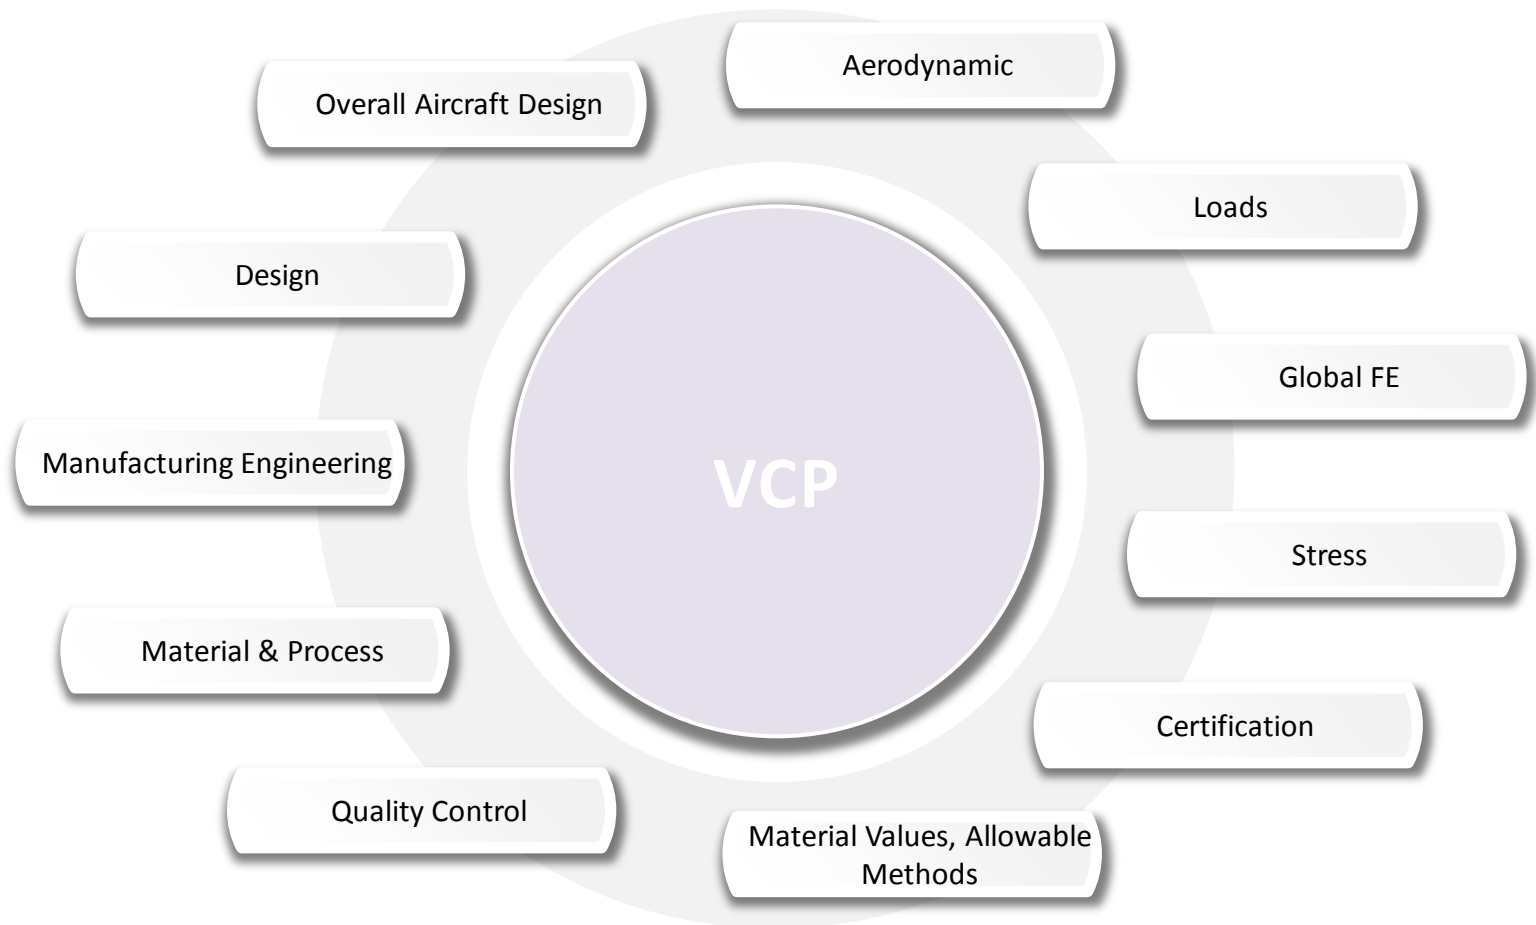 Aerodynamic
Overall Aircraft Design
Loads
Design
Global FE
Manufacturing Engineering
VCP
Stress
Material & Process
Certification
Quality Control
Material Values, Allowable
Methods